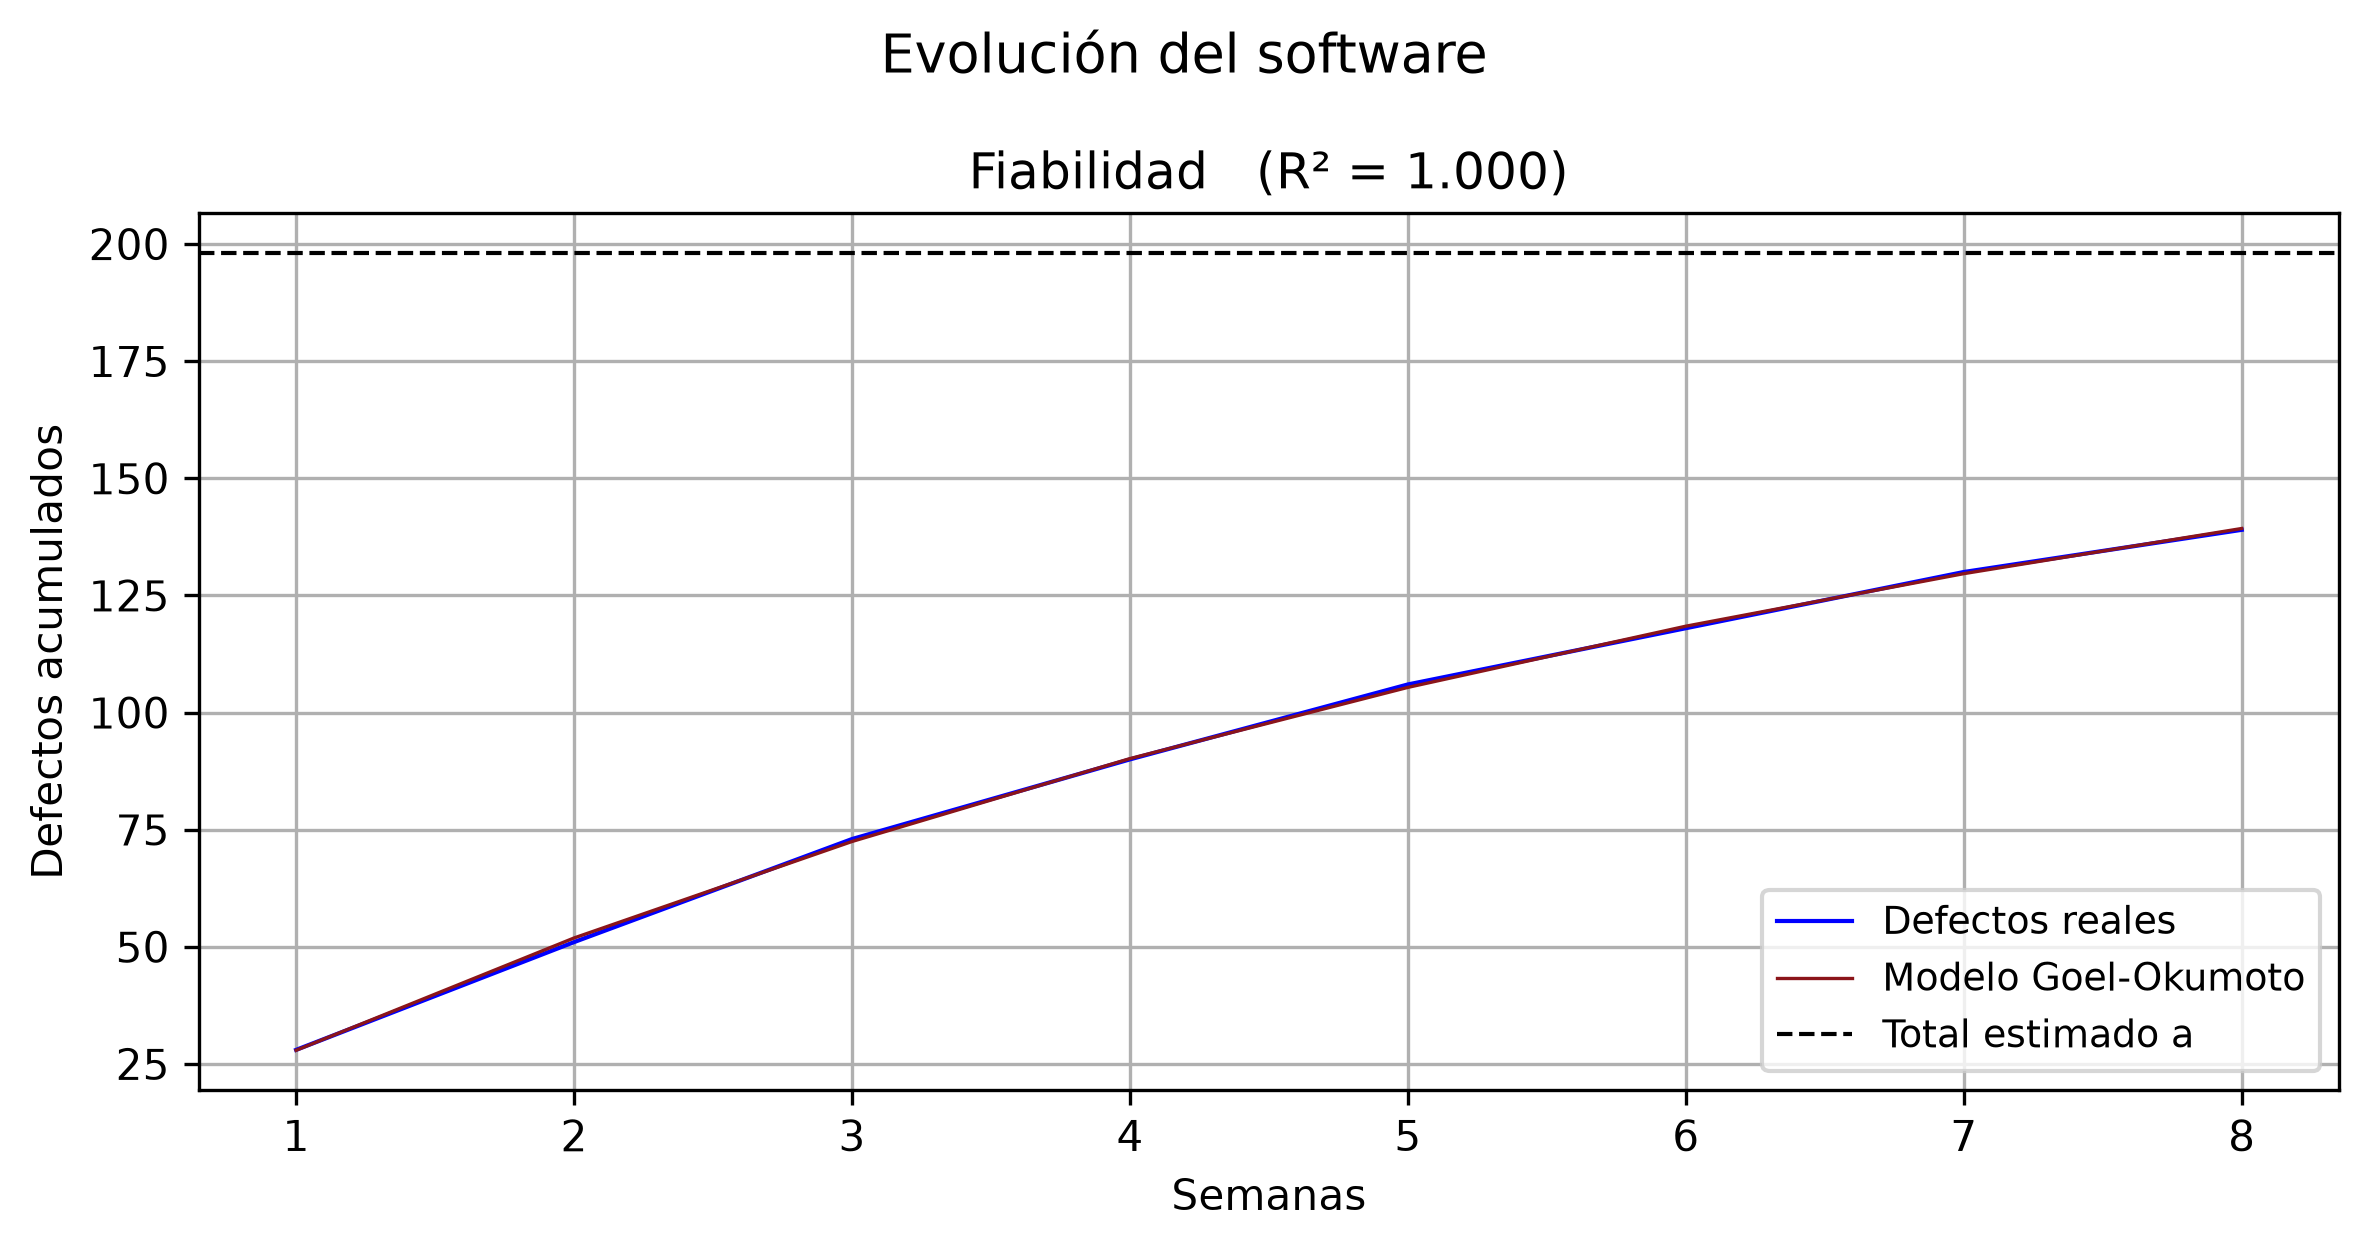 Evolución del software
Fiabilidad   (R² = 1.000)
200
175
150
125
100
75
50
25
Defectos acumulados
Defectos reales
Modelo Goel-Okumoto
Total estimado a
1 2 3 4 5 6 7 8
Semanas